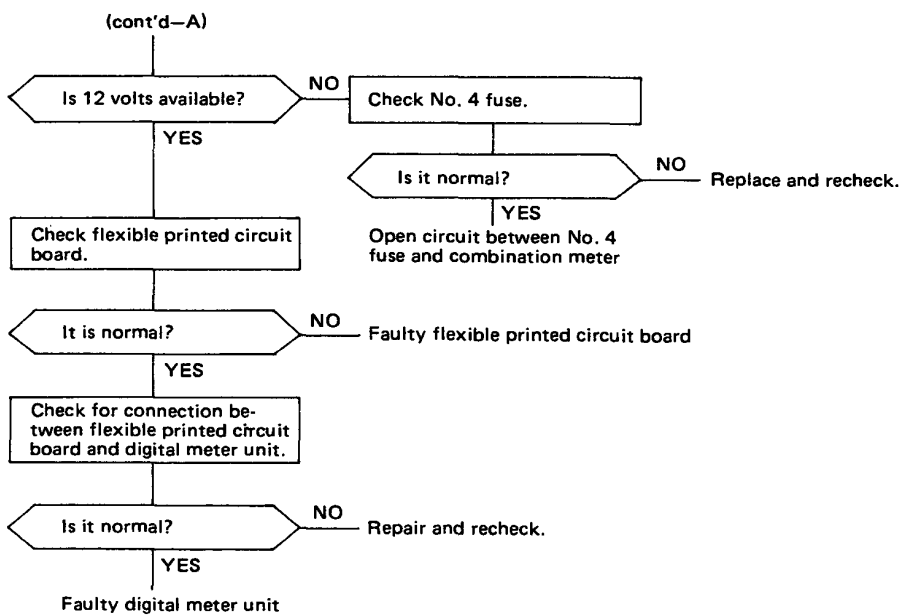 (cont'd—A)
Is 12 volts available?
NO
Check No. 4 fuse.
YES
Is it normal?
NO
Replace and recheck.
YES
Open circuit between No. 4
fuse and combination meter
Check flexible printed circuit
board.
It is normal?
NO
Faulty flexible printed circuit board
YES
Check for connection be-
tween flexible printed circuit
board and digital meter unit.
Is it normal?
NO
Repair and recheck.
YES
Faulty digital meter unit